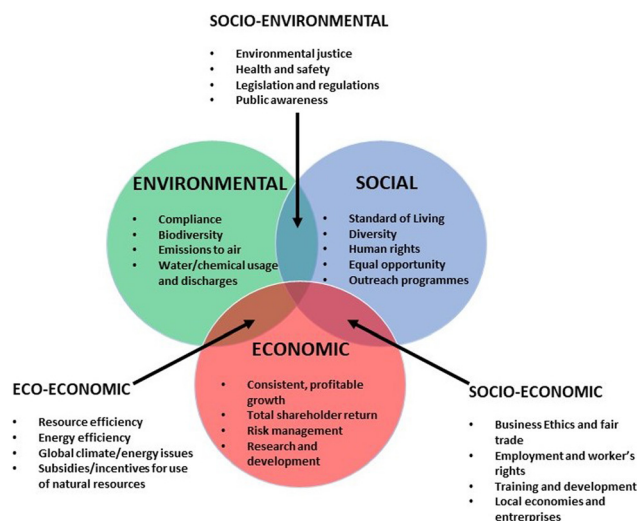 SOCIO-ENVIRONMENTAL
• Environmental justice
• Health and safety
• Legislation and regulations
• Public awareness
ENVIRONMENTAL
• Compliance
• Biodiversity
• Emissions to air
• Water/chemical usage
and discharges
SOCIAL
• Standard of Living
• Diversity
• Human rights
• Equal opportunity
• Outreach programmes
ECONOMIC
• Consistent, profitable
growth
• Total shareholder return
• Risk management
• Research and
development
ECO-ECONOMIC
• Resource efficiency
• Energy efficiency
• Global climate/energy issues
• Subsidies/incentives for use
of natural resources
SOCIO-ECONOMIC
• Business Ethics and fair
trade
• Employment and worker's
rights
• Training and development
• Local economies and
entrerprises